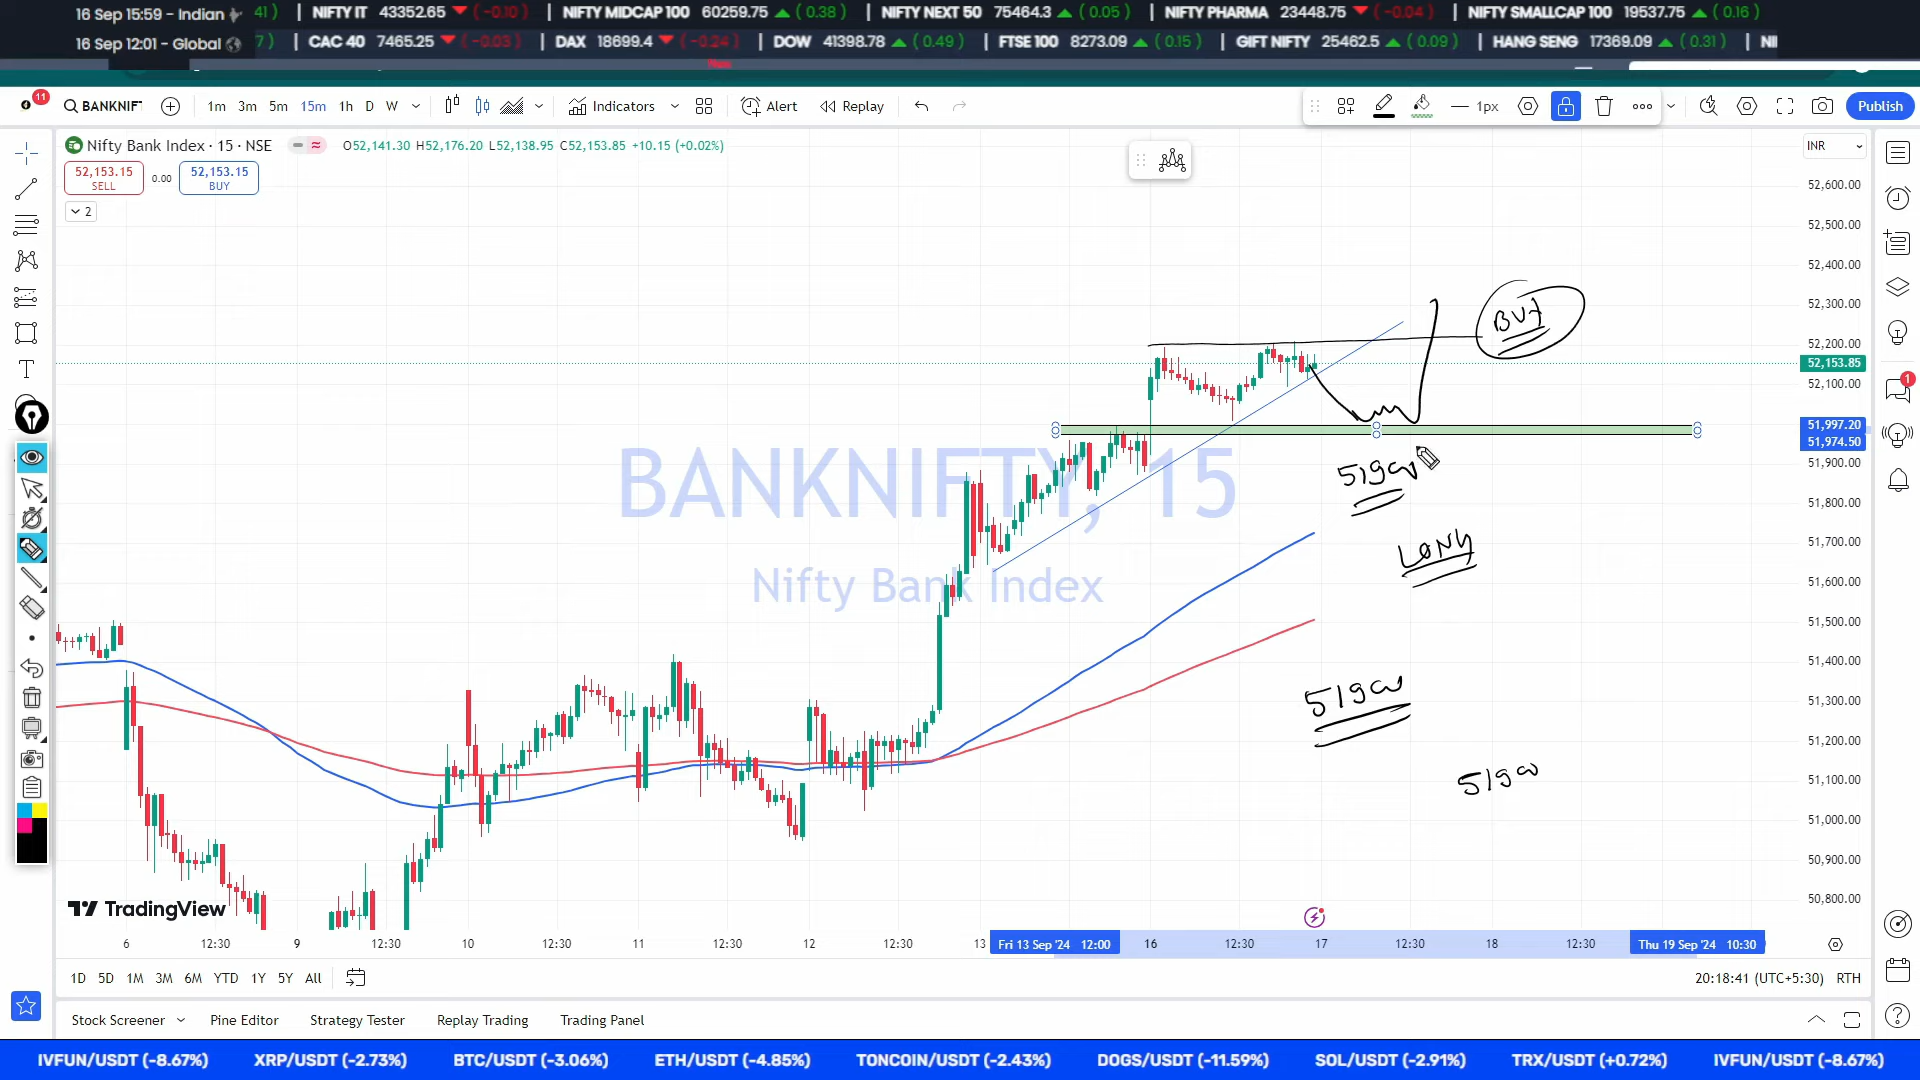 16 Sep 15:59 - Indian 41 ) | NIFTY IT 43352.65 ▼ ( -0.10 ) | NIFTY MIDCAP 100 60259.75 ▲ ( 0.38 ) | NIFTY NEXT 50 75464.3 ▲ ( 0.05 ) | NIFTY PHARMA 23448.75 ▼ ( -0.04 ) | NIFTY SMALLCAP 100 19537.75 ▲ ( 0.16 )
16 Sep 12:01 - Global 7 ) | CAC 40 7465.25 ▼ ( -0.03 ) | DAX 18699.4 ▼ ( -0.24 ) | DOW 41398.78 ▲ ( 0.49 ) | FTSE 100 8273.09 ▲ ( 0.15 ) | GIFT NIFTY 25462.5 ▲ ( 0.09 ) | HANG SENG 17369.09 ▲ ( 0.31 ) | NI
11 BANKNIF 1m 3m 5m 15m 1h D W Indicators Alert Replay 1px Publish
Nifty Bank Index · 15 · NSE O52,141.30 H52,176.20 L52,138.95 C52,153.85 +10.15 (+0.02%) INR
52,153.15 0.00 52,153.15
SELL BUY
2
52,600.00
52,500.00
52,400.00
52,300.00
BUY
52,200.00
52,153.85
52,100.00
1
51,997.20
51,974.50
51,900.00
BANKNIFTY, 15
51,800.00
51,700.00
LONG
Nifty Bank Index
51,600.00
51,500.00
51,400.00
51,300.00
51,200.00
51,100.00
51,000.00
50,900.00
50,800.00
TradingView
6 12:30 9 12:30 10 12:30 11 12:30 12 12:30 13 Fri 13 Sep '24 12:00 16 12:30 17 12:30 18 12:30 Thu 19 Sep '24 10:30
1D 5D 1M 3M 6M YTD 1Y 5Y All 20:18:41 (UTC+5:30) RTH
Stock Screener Pine Editor Strategy Tester Replay Trading Trading Panel
IVFUN/USDT (-8.67%) XRP/USDT (-2.73%) BTC/USDT (-3.06%) ETH/USDT (-4.85%) TONCOIN/USDT (-2.43%) DOGS/USDT (-11.59%) SOL/USDT (-2.91%) TRX/USDT (+0.72%) IVFUN/USDT (-8.67%)